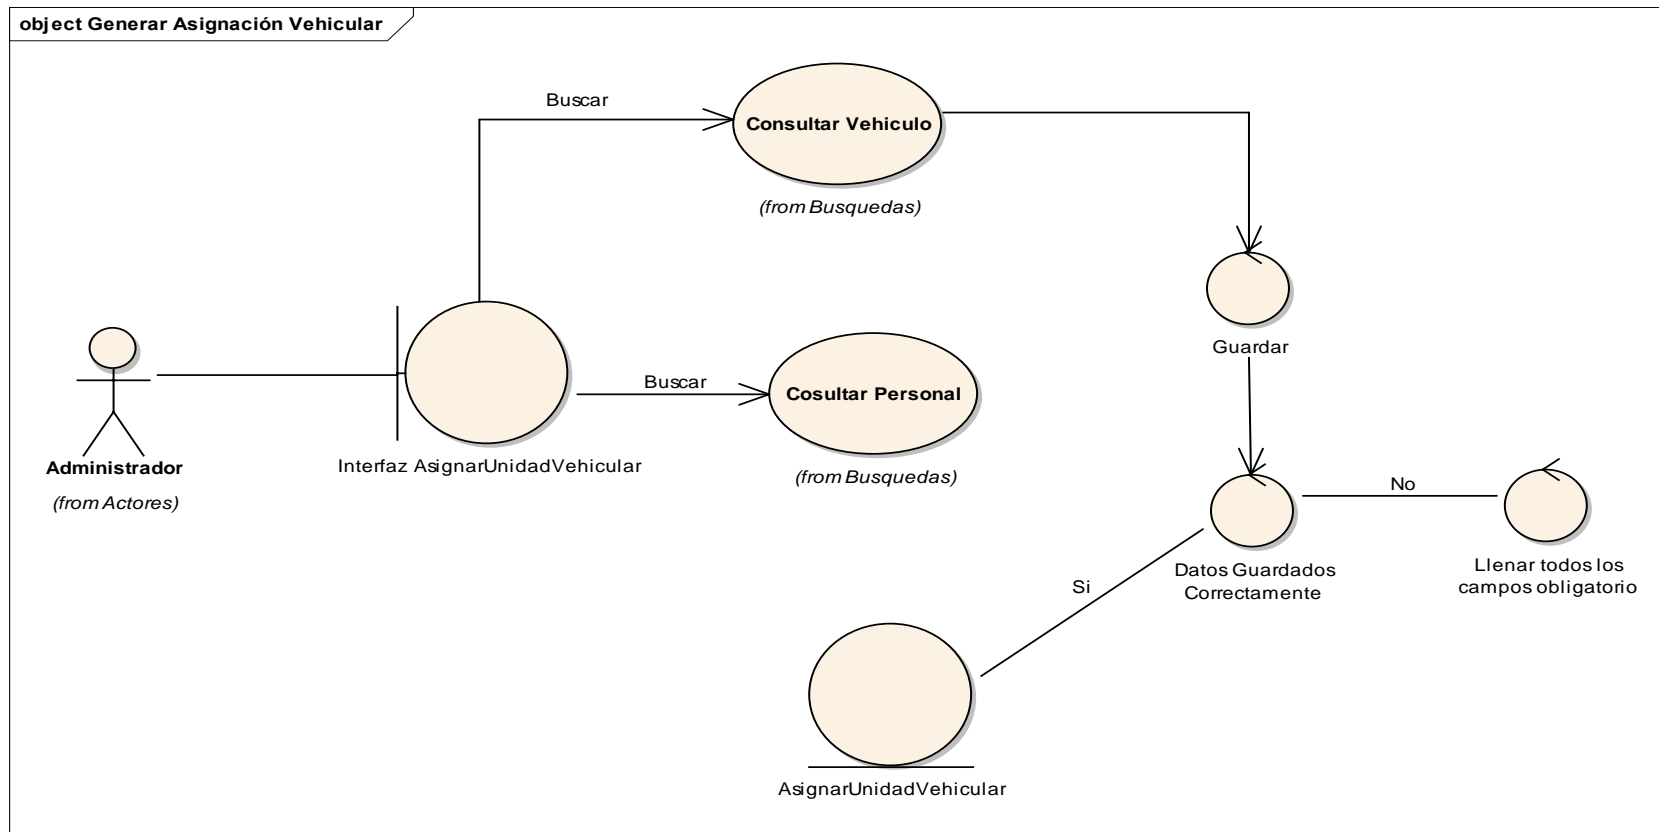 object Generar Asignación Vehicular
Buscar
Consultar Vehiculo
(from Busquedas)
Guardar
Buscar
Cosultar Personal
(from Busquedas)
Administrador
(from Actores)
Interfaz AsignarUnidadVehicular
No
Datos Guardados
Correctamente
Llenar todos los
campos obligatorio
Si
AsignarUnidadVehicular